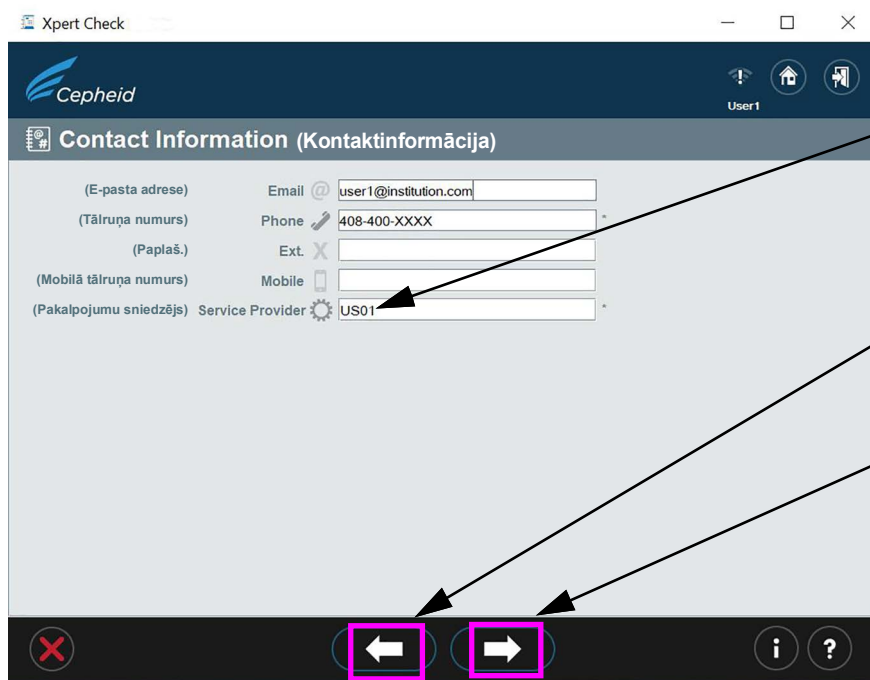 Xpert Check
Cepheid
User1
Contact Information (Kontaktinformācija)
(E-pasta adrese) Email @ user1@institution.com
(Tālruņa numurs) Phone 408-400-XXXX *
(Paplaš.) Ext. X
(Mobilā tālruņa numurs) Mobile
(Pakalpojumu sniedzējs) Service Provider US01 *
i ?